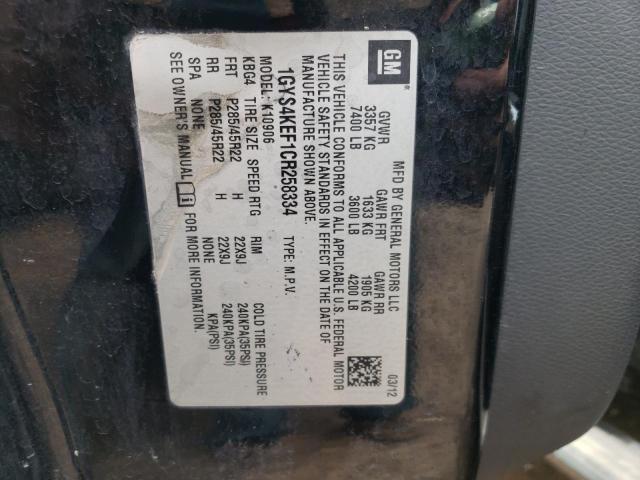 GM
MFD BY GENERAL MOTORS LLC
03/12
GVWR GAWR FRT GAWR RR
3357 KG 1633 KG 1905 KG
7400 LB 3600 LB 4200 LB
THIS VEHICLE CONFORMS TO ALL APPLICABLE U.S. FEDERAL MOTOR
VEHICLE SAFETY STANDARDS IN EFFECT ON THE DATE OF
MANUFACTURE SHOWN ABOVE.
1GYS4KEF1CR258334 TYPE: M.P.V.
MODEL: K10906
KBG4 TIRE SIZE SPEED RTG RIM COLD TIRE PRESSURE
FRT P285/45R22 H 22X9J 240KPA(35PSI)
RR P285/45R22 H 22X9J 240KPA(35PSI)
SPA NONE NONE KPA(PSI)
SEE OWNER'S MANUAL i FOR MORE INFORMATION.